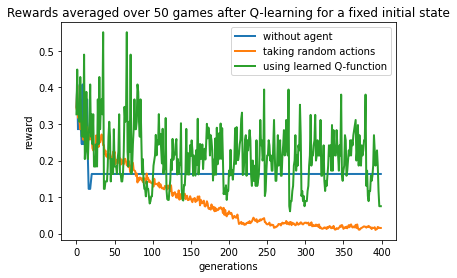 Rewards averaged over 50 games after Q-learning for a fixed initial state
without agent
taking random actions
using learned Q-function
reward
0.5
0.4
0.3
0.2
0.1
0.0
0 50 100 150 200 250 300 350 400
generations